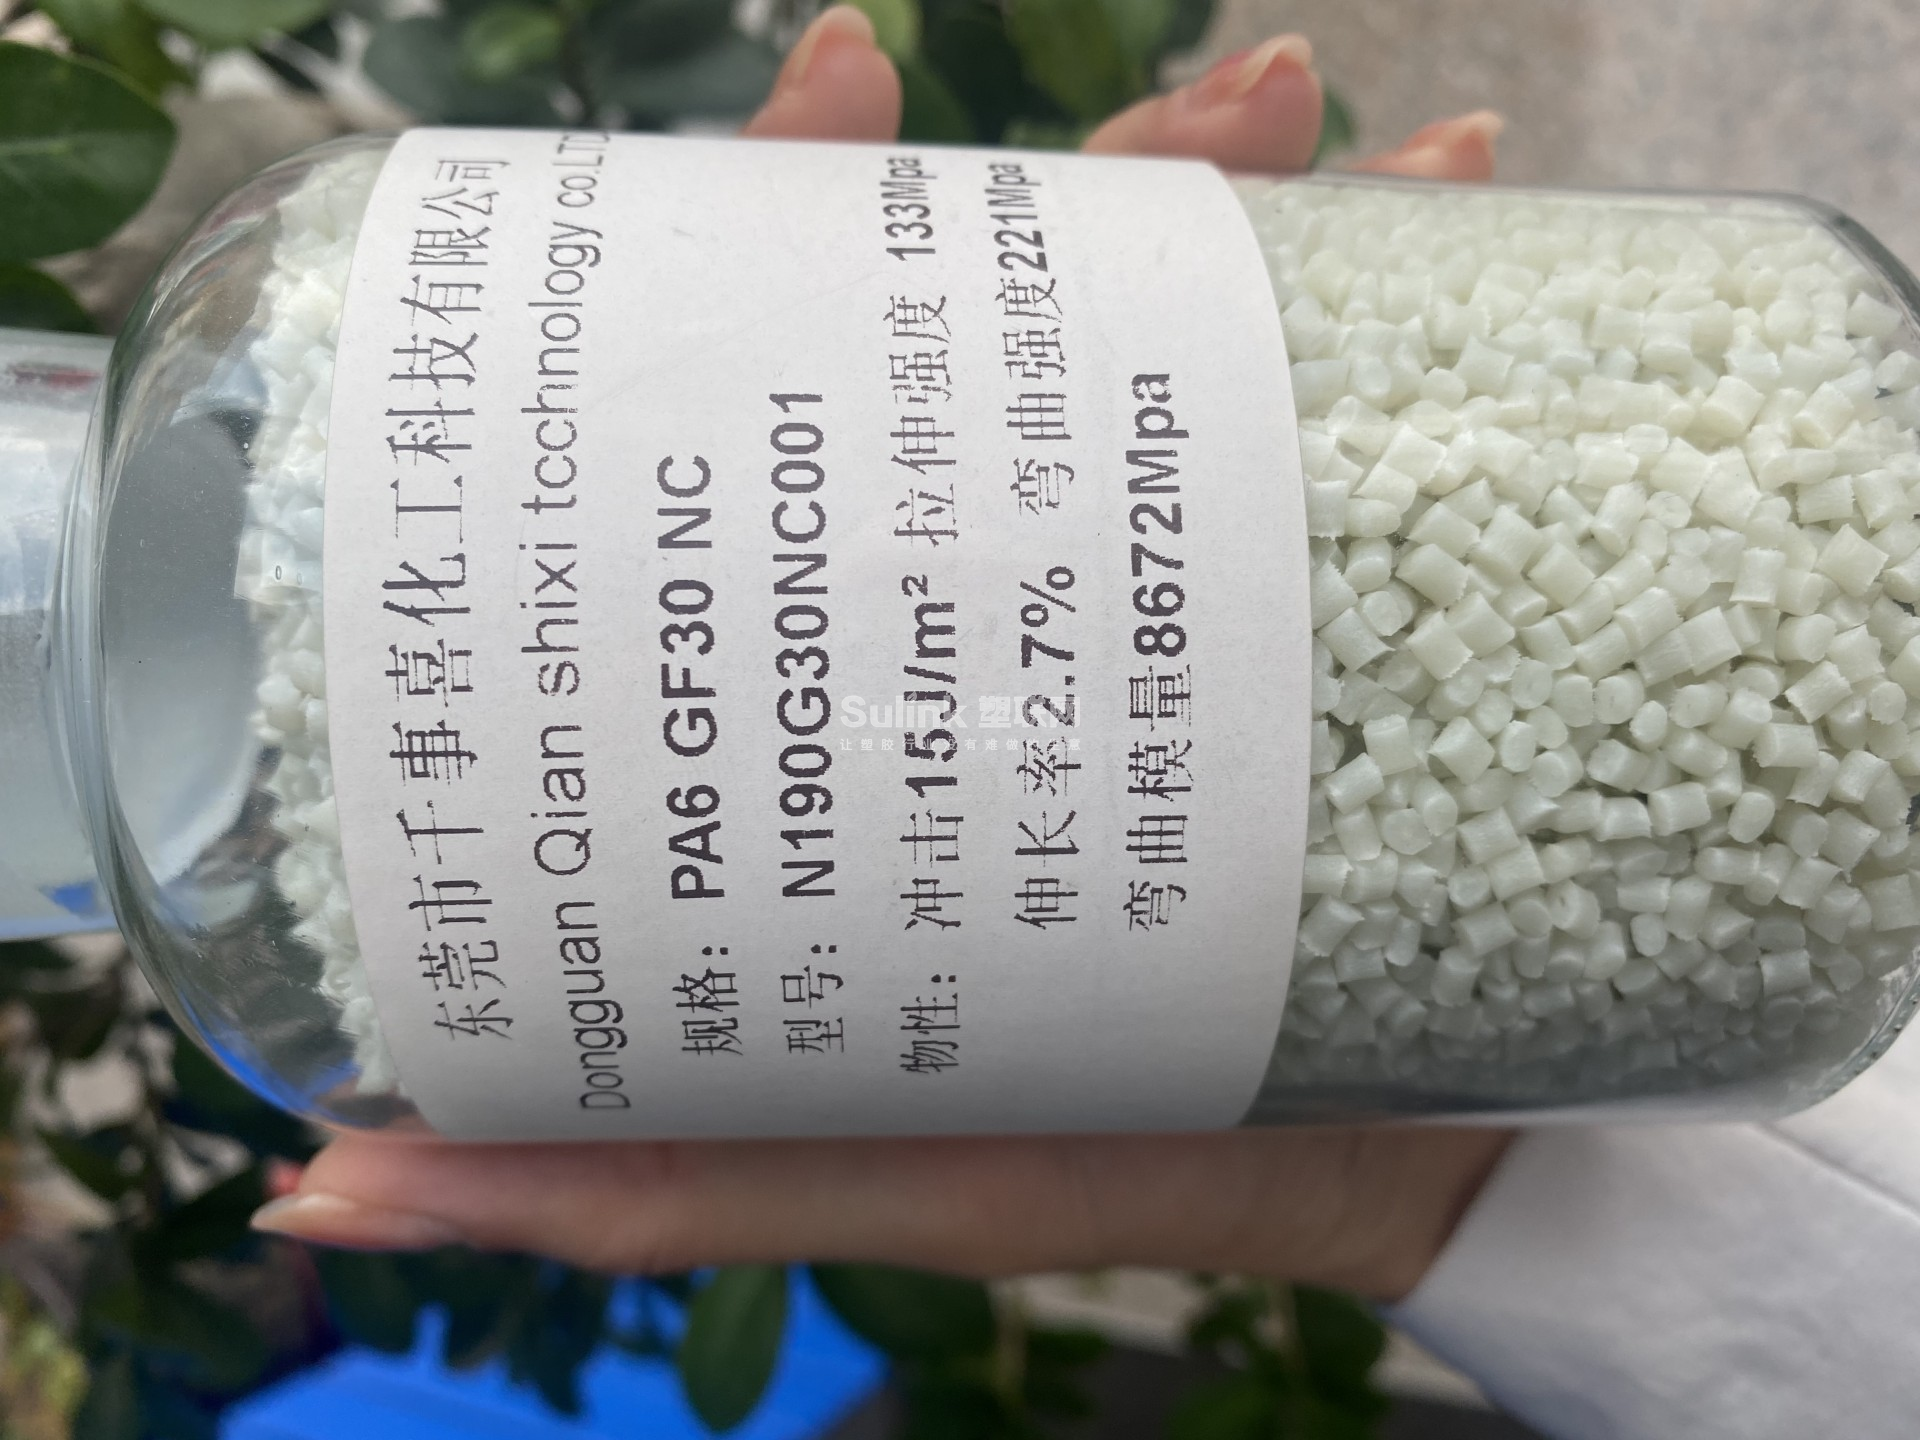 东莞市千事喜化工科技有限公司
Dongguan Qian shixi tcchnology co.LTD
规格：PA6 GF30 NC
型号：N190G30NC001
物性：冲击15J/m² 拉伸强度 133Mpa
伸长率2.7% 弯曲强度221Mpa
弯曲模量8672Mpa
Sulink 塑联网